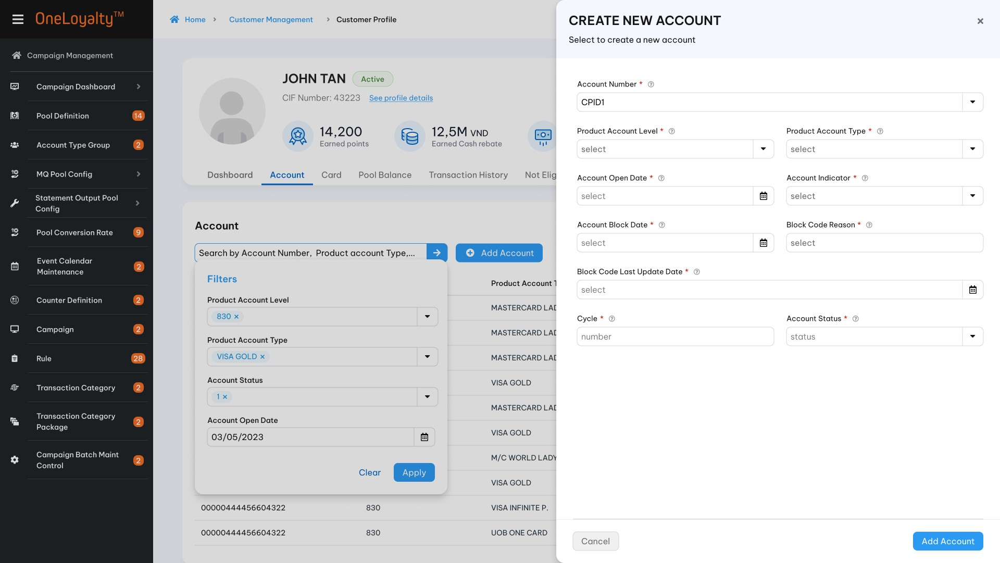 OneLoyalty™
Campaign Management
Campaign Dashboard
Pool Definition 14
Account Type Group 2
MQ Pool Config
Statement Output Pool
Config
Pool Conversion Rate 9
Event Calendar
Maintenance 2
Counter Definition 2
Campaign 2
Rule 28
Transaction Category 2
Transaction Category
Package 2
Campaign Batch Maint
Control 2
Home > Customer Management > Customer Profile
JOHN TAN Active
CIF Number: 43223 See profile details
14,200
Earned points
12,5M VND
Earned Cash rebate
Dashboard Account Card Pool Balance Transaction History Not Elig
Account
Search by Account Number, Product account Type,...
Add Account
Filters
Product Account Level
830 ×
Product Account Type
VISA GOLD ×
Account Status
1 ×
Account Open Date
03/05/2023
Clear Apply
Product Account T
MASTERCARD LAD
MASTERCARD LAD
MASTERCARD LAD
VISA GOLD
MASTERCARD LAD
VISA GOLD
M/C WORLD LADY
VISA GOLD
00000444456604322 830 VISA INFINITE P.
00000444456604322 830 UOB ONE CARD
CREATE NEW ACCOUNT
Select to create a new account
Account Number *
CPID1
Product Account Level * Product Account Type *
select select
Account Open Date * Account Indicator *
select select
Account Block Date * Block Code Reason *
select select
Block Code Last Update Date *
select
Cycle * Account Status *
number status
Cancel Add Account